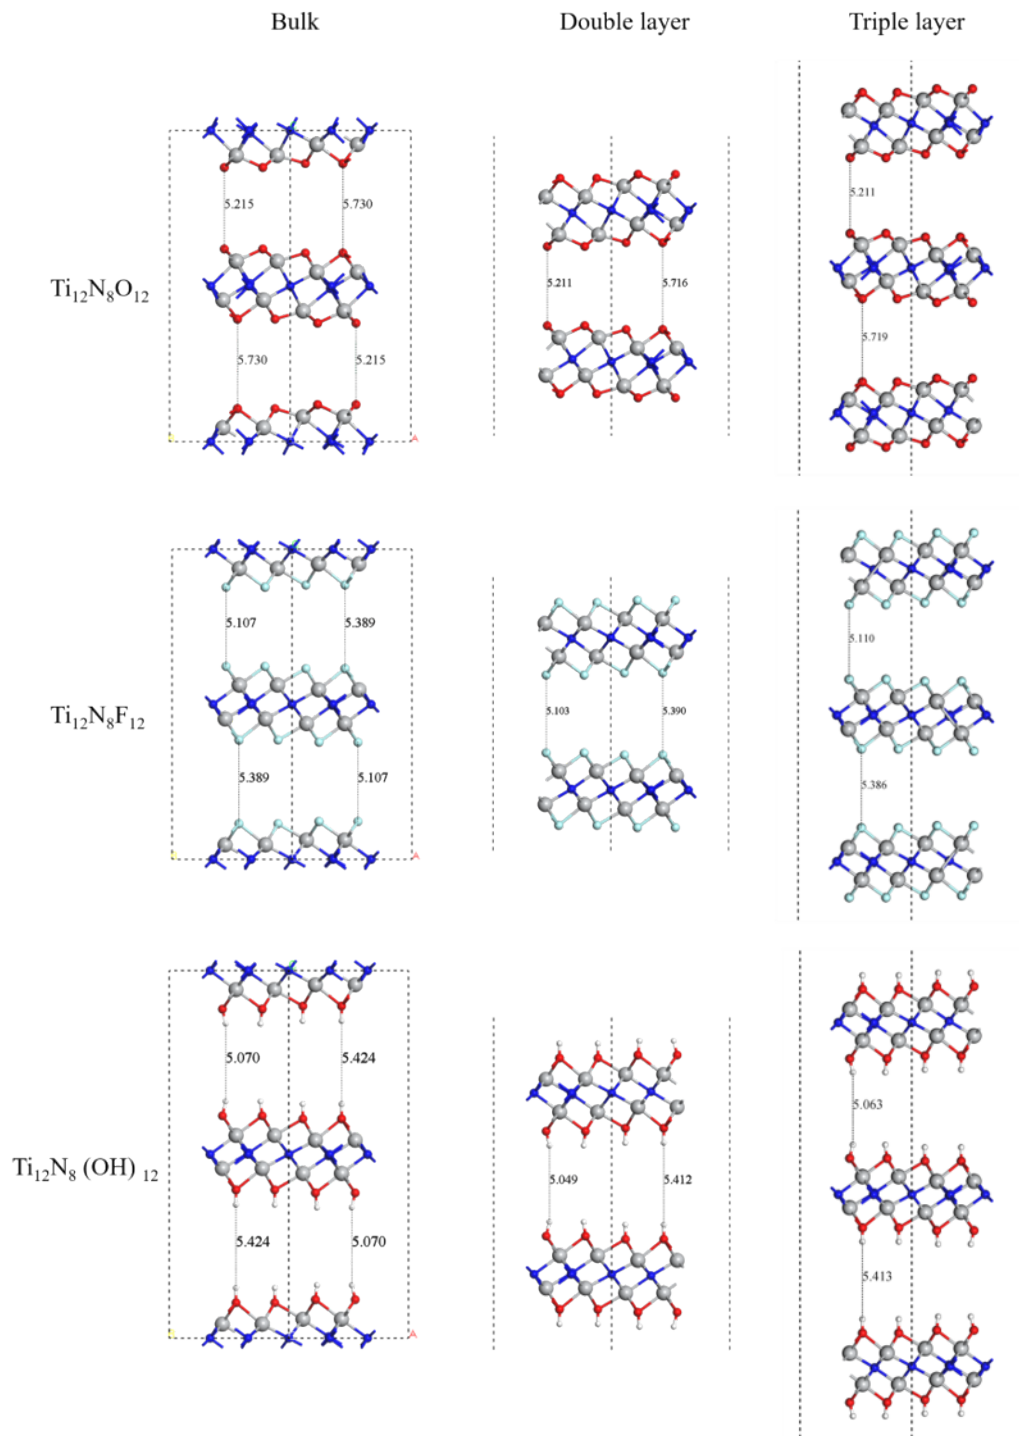 Bulk Double layer Triple layer
5.211
5.215 5.730
5.211 5.716
Ti₁₂N₈O₁₂
5.719
5.730 5.215
A
5.107 5.389
5.110
Ti₁₂N₈F₁₂
5.103 5.390
5.389 5.107
5.386
A
5.070 5.424
5.063
Ti₁₂N₈ (OH) ₁₂
5.049 5.412
5.424 5.070
5.413
A